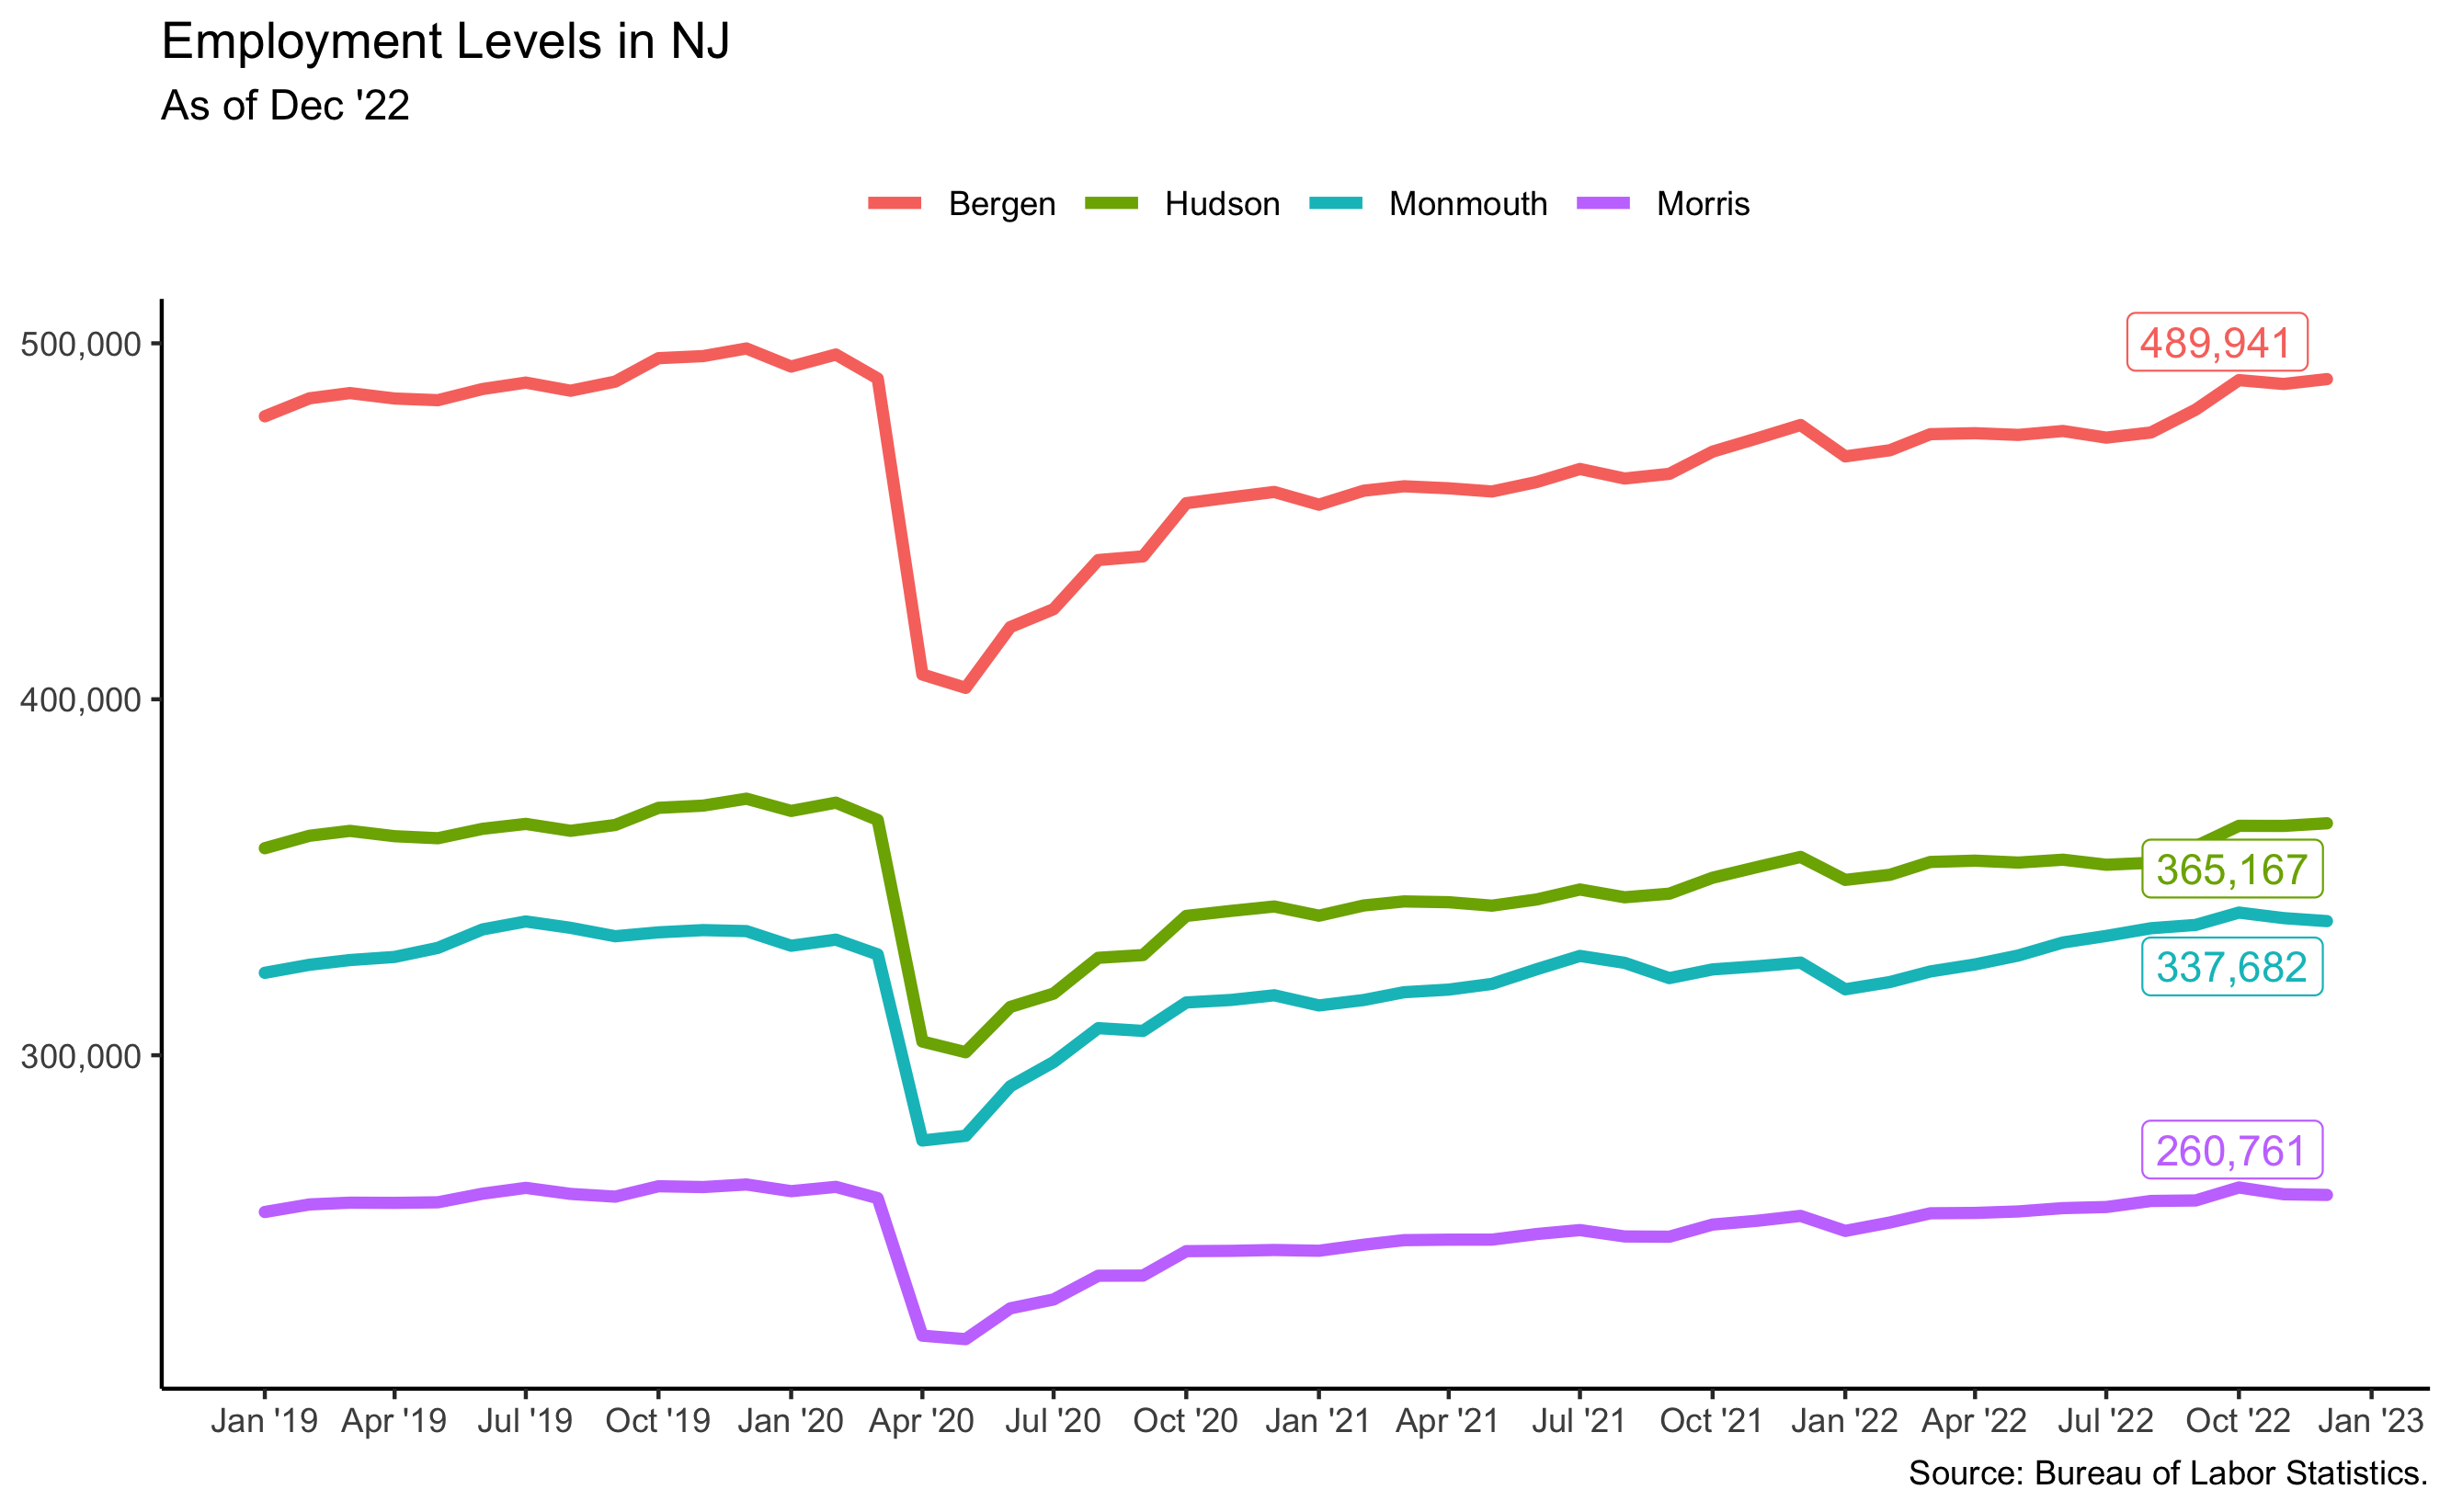 Employment Levels in NJ
As of Dec '22
Bergen Hudson Monmouth Morris
500,000
400,000
300,000
489,941
365,167
337,682
260,761
Jan '19 Apr '19 Jul '19 Oct '19 Jan '20 Apr '20 Jul '20 Oct '20 Jan '21 Apr '21 Jul '21 Oct '21 Jan '22 Apr '22 Jul '22 Oct '22 Jan '23
Source: Bureau of Labor Statistics.